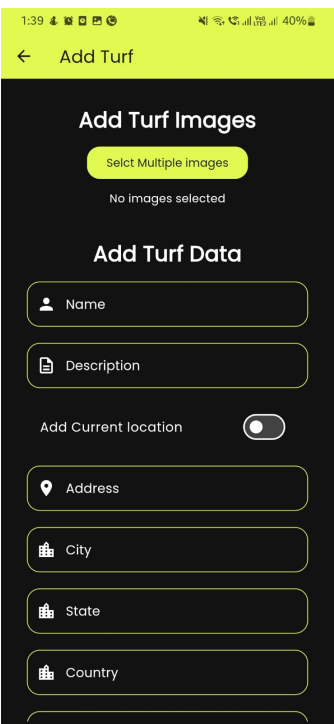 1:39 40%
Add Turf
Add Turf Images
Selct Multiple images
No images selected
Add Turf Data
Name
Description
Add Current location
Address
City
State
Country